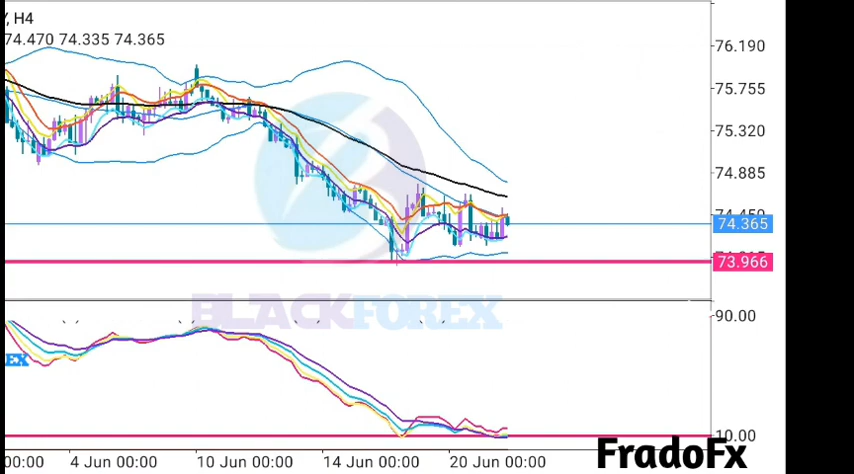 , H4
74.470 74.335 74.365
76.190
75.755
75.320
74.885
74.450
74.365
73.966
BLACKFOREX
90.00
EX
10.00
00:00 4 Jun 00:00 10 Jun 00:00 14 Jun 00:00 20 Jun 00:00
FradoFx